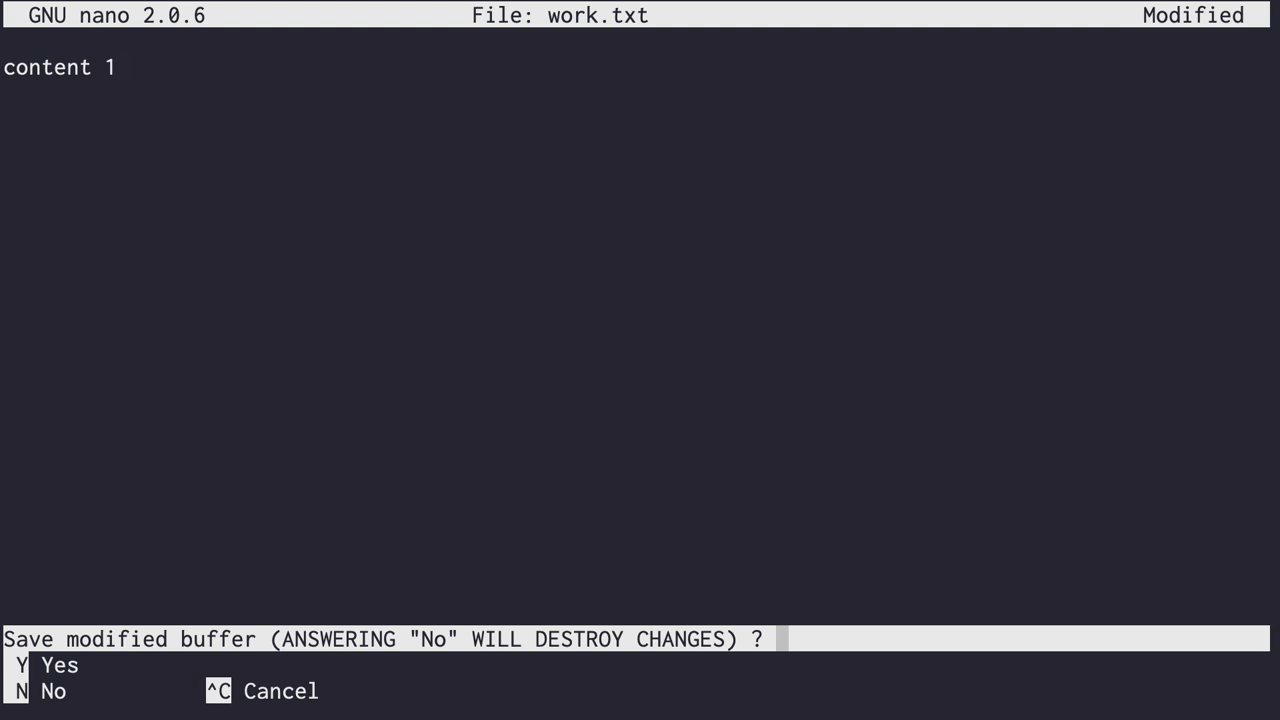 GNU nano 2.0.6 File: work.txt Modified
content 1
Save modified buffer (ANSWERING "No" WILL DESTROY CHANGES) ?
Y Yes
N No ^C Cancel